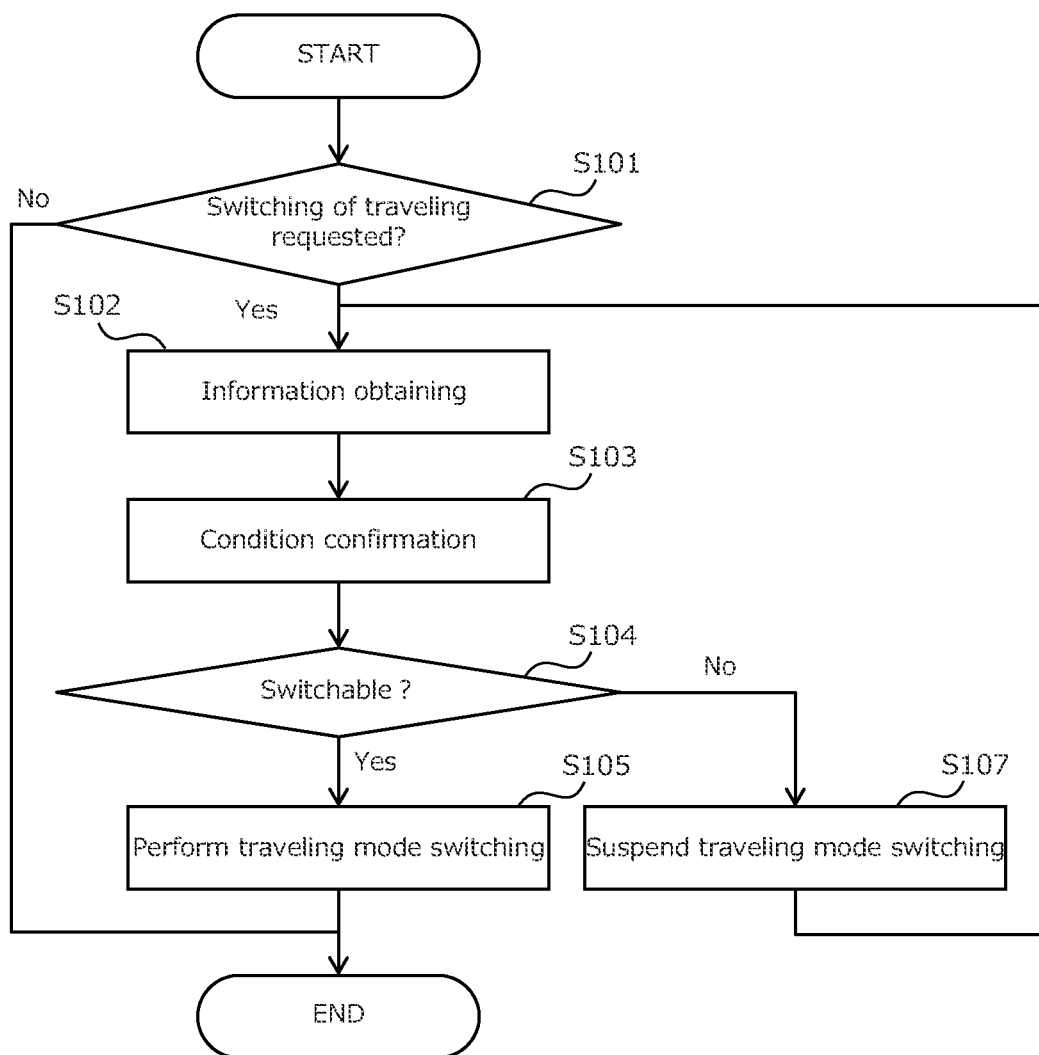 START
S101
No
Switching of traveling
requested?
S102
Yes
Information obtaining
S103
Condition confirmation
S104
No
Switchable ?
Yes
S105
S107
Perform traveling mode switching
Suspend traveling mode switching
END